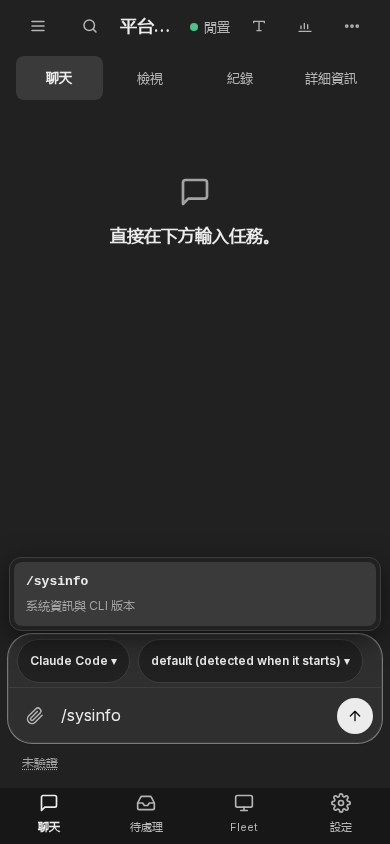 平台... 閒置
聊天 檢視 紀錄 詳細資訊
直接在下方輸入任務。
/sysinfo
系統資訊與 CLI 版本
Claude Code ▾ default (detected when it starts) ▾
/sysinfo
未驗證
聊天 待處理 Fleet 設定